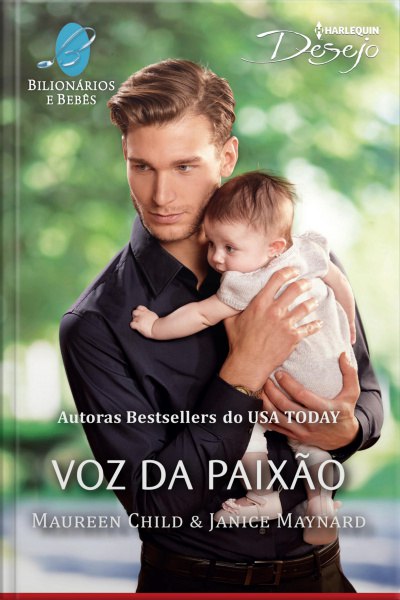 BILIONÁRIOS
E BEBÊS
HARLEQUIN
Desejo
Autoras Bestsellers do USA TODAY
VOZ DA PAIXÃO
MAUREEN CHILD & JANICE MAYNARD